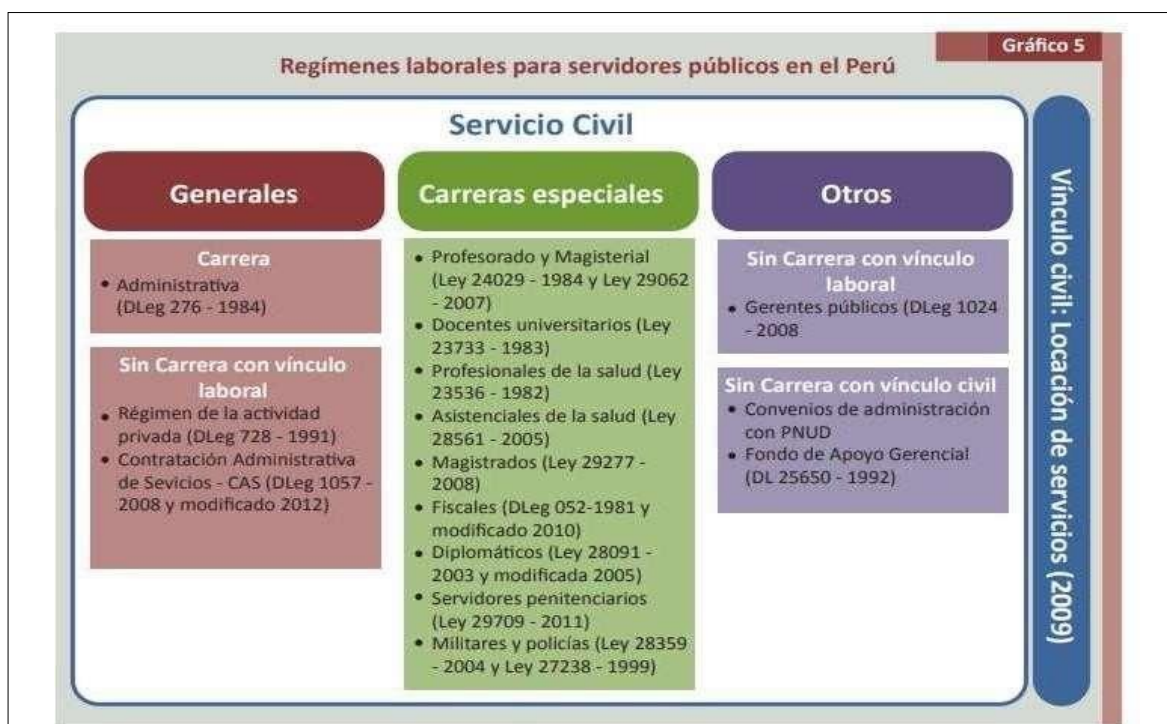 Gráfico 5
Regímenes laborales para servidores públicos en el Perú
Servicio Civil
Generales
Carrera
• Administrativa
(DLeg 276 - 1984)
Sin Carrera con vínculo
laboral
• Régimen de la actividad
privada (DLeg 728 - 1991)
• Contratación Administrativa
de Sevicios - CAS (DLeg 1057 -
2008 y modificado 2012)
Carreras especiales
• Profesorado y Magisterial
(Ley 24029 - 1984 y Ley 29062
- 2007)
• Docentes universitarios (Ley
23733 - 1983)
• Profesionales de la salud (Ley
23536 - 1982)
• Asistenciales de la salud (Ley
28561 - 2005)
• Magistrados (Ley 29277 -
2008)
• Fiscales (DLeg 052-1981 y
modificado 2010)
• Diplomáticos (Ley 28091 -
2003 y modificada 2005)
• Servidores penitenciarios
(Ley 29709 - 2011)
• Militares y policías (Ley 28359
- 2004 y Ley 27238 - 1999)
Otros
Sin Carrera con vínculo
laboral
• Gerentes públicos (DLeg 1024
- 2008
Sin Carrera con vínculo civil
• Convenios de administración
con PNUD
• Fondo de Apoyo Gerencial
(DL 25650 - 1992)
Vínculo civil: Locación de servicios (2009)